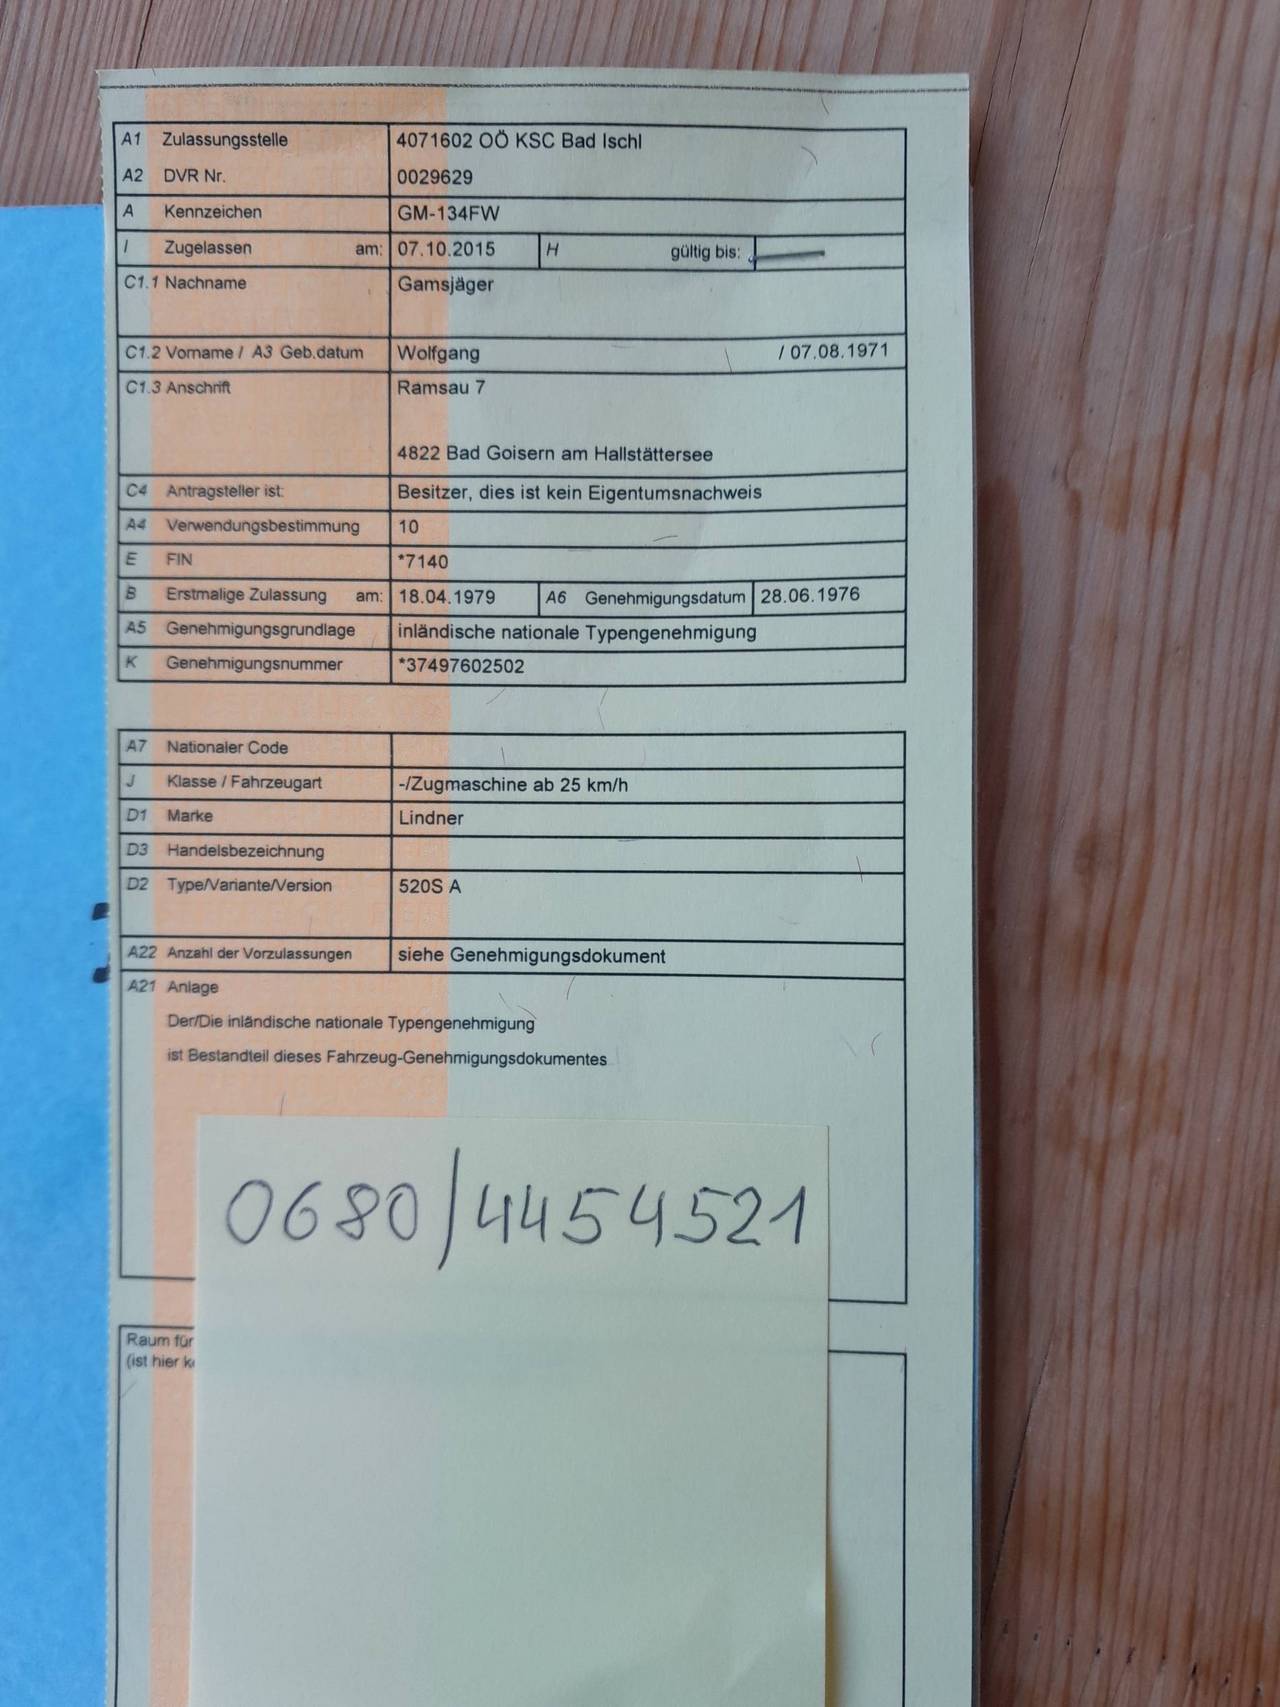 A1 Zulassungsstelle 4071602 OÖ KSC Bad Ischl
A2 DVR Nr. 0029629
A Kennzeichen GM-134FW
I Zugelassen am: 07.10.2015 H gültig bis:
C1.1 Nachname Gamsjäger
C1.2 Vorname / A3 Geb.datum Wolfgang / 07.08.1971
C1.3 Anschrift Ramsau 7
4822 Bad Goisern am Hallstättersee
C4 Antragsteller ist: Besitzer, dies ist kein Eigentumsnachweis
A4 Verwendungsbestimmung 10
E FIN *7140
B Erstmalige Zulassung am: 18.04.1979 A6 Genehmigungsdatum 28.06.1976
A5 Genehmigungsgrundlage inländische nationale Typengenehmigung
K Genehmigungsnummer *37497602502
A7 Nationaler Code
J Klasse / Fahrzeugart -/Zugmaschine ab 25 km/h
D1 Marke Lindner
D3 Handelsbezeichnung
D2 Type/Variante/Version 520S A
A22 Anzahl der Vorzulassungen siehe Genehmigungsdokument
A21 Anlage
Der/Die inländische nationale Typengenehmigung
ist Bestandteil dieses Fahrzeug-Genehmigungsdokumentes
0680/4454521
Raum für
(ist hier